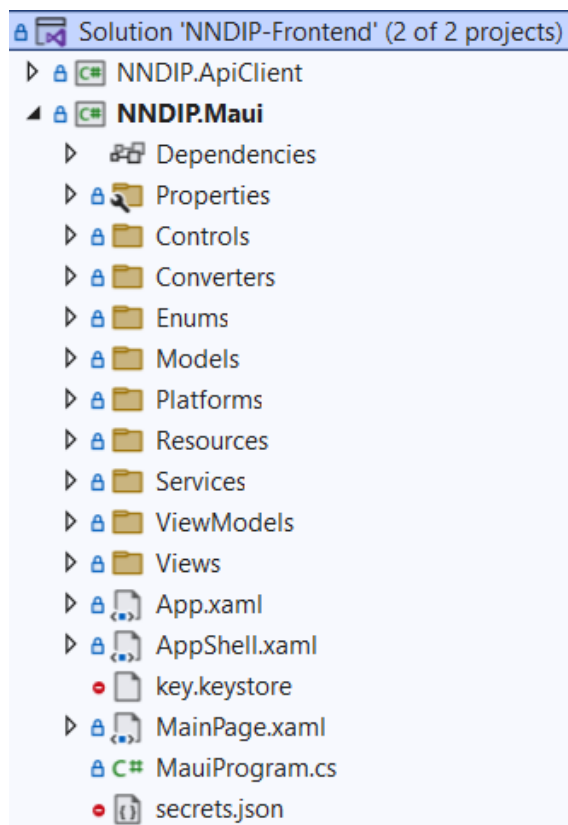 Solution 'NNDIP-Frontend' (2 of 2 projects)
C# NNDIP.ApiClient
C# NNDIP.Maui
Dependencies
Properties
Controls
Converters
Enums
Models
Platforms
Resources
Services
ViewModels
Views
App.xaml
AppShell.xaml
key.keystore
MainPage.xaml
C# MauiProgram.cs
secrets.json